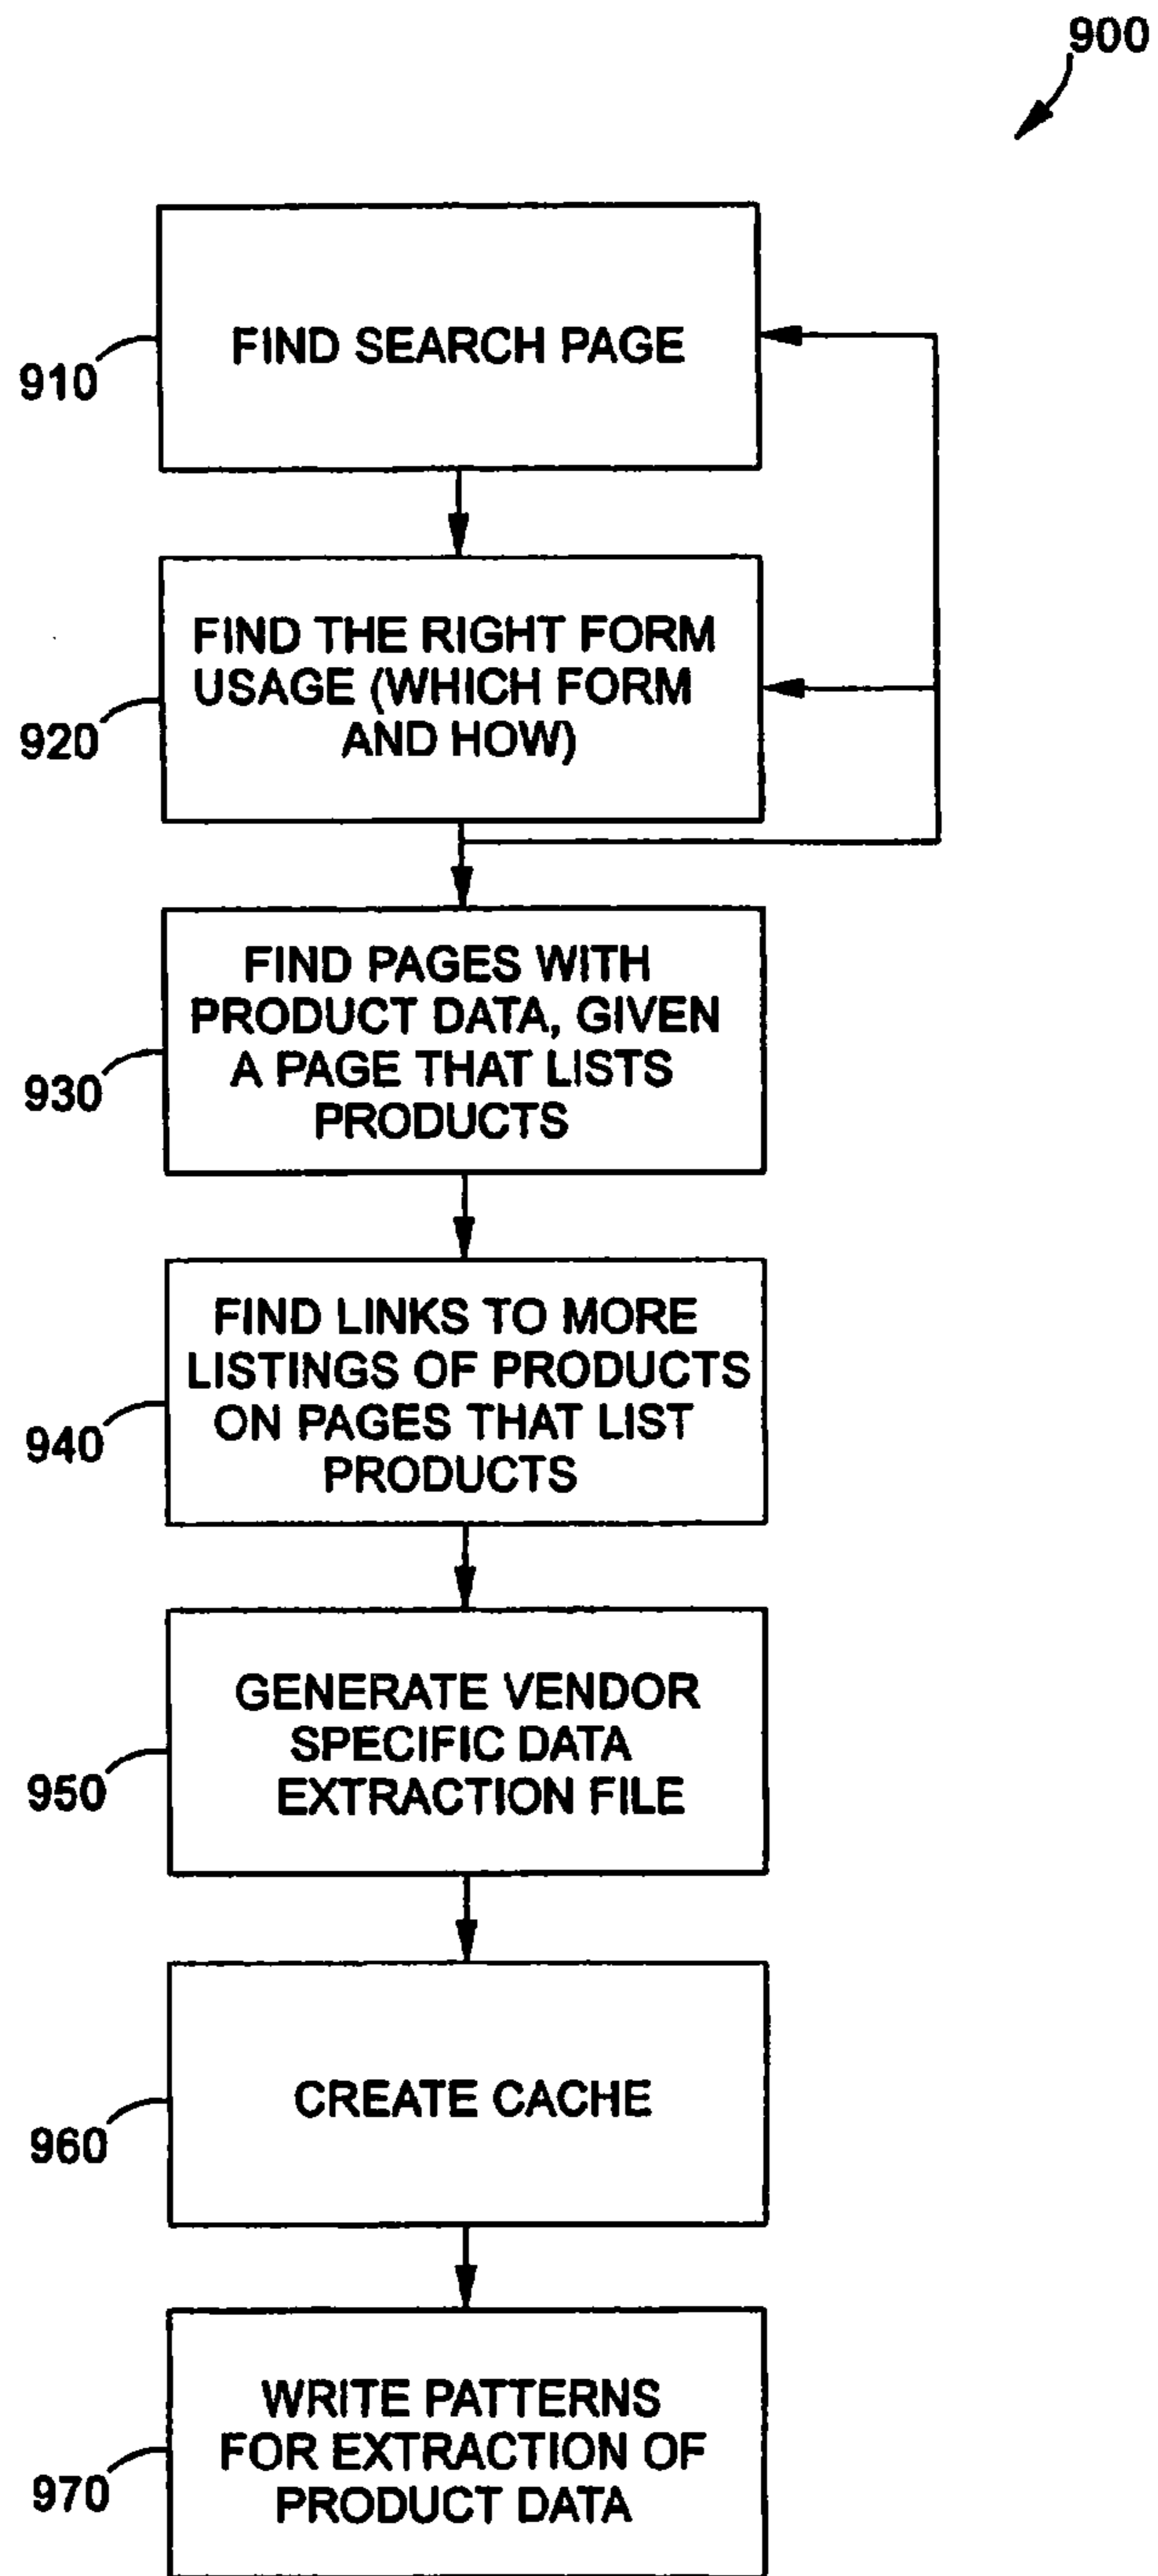 900
FIND SEARCH PAGE
910
FIND THE RIGHT FORM
USAGE (WHICH FORM
AND HOW)
920
FIND PAGES WITH
PRODUCT DATA, GIVEN
A PAGE THAT LISTS
PRODUCTS
930
FIND LINKS TO MORE
LISTINGS OF PRODUCTS
ON PAGES THAT LIST
PRODUCTS
940
GENERATE VENDOR
SPECIFIC DATA
EXTRACTION FILE
950
CREATE CACHE
960
WRITE PATTERNS
FOR EXTRACTION OF
PRODUCT DATA
970